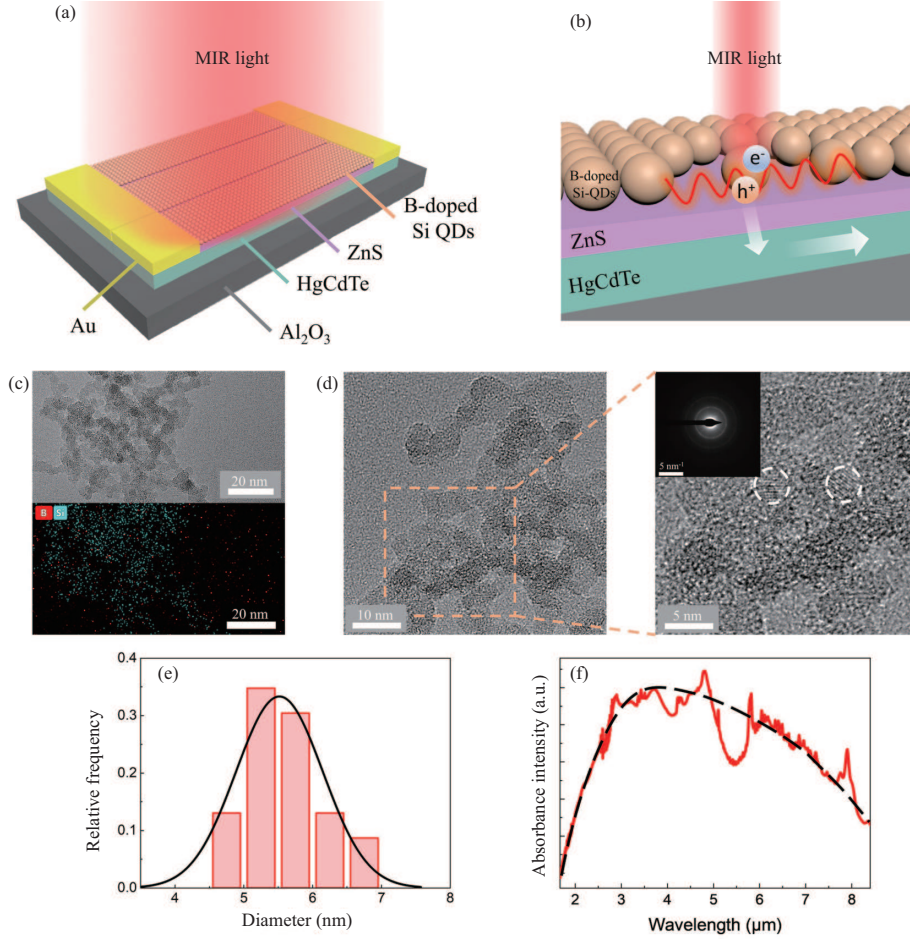 (a)
MIR light
B-doped
Si QDs
ZnS
HgCdTe
Al₂O₃
Au
(b)
MIR light
e⁻
h⁺
B-doped
Si-QDs
ZnS
HgCdTe
(c)
20 nm
B Si
20 nm
(d)
10 nm
5 nm⁻¹
5 nm
(e)
Relative frequency
0.4
0.3
0.2
0.1
0.0
4 5 6 7 8
Diameter (nm)
(f)
Absorbance intensity (a.u.)
2 3 4 5 6 7 8
Wavelength (μm)